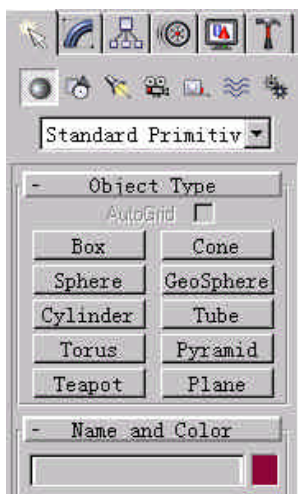 Standard Primitiv
- Object Type
AutoGrid
Box Cone
Sphere GeoSphere
Cylinder Tube
Torus Pyramid
Teapot Plane
- Name and Color